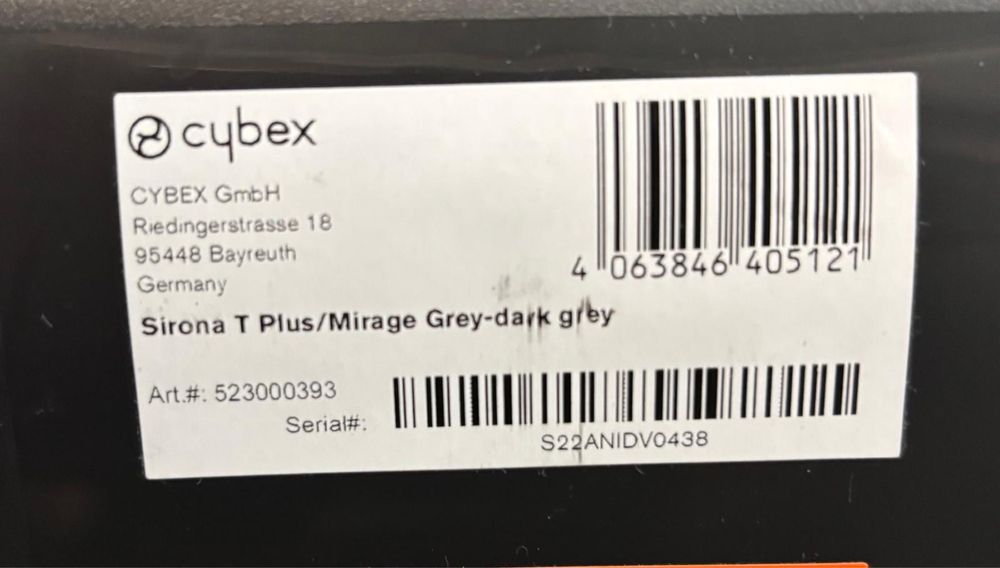 cybex
CYBEX GmbH
Riedingerstrasse 18
95448 Bayreuth
Germany
4 063846 405121
Sirona T Plus/Mirage Grey-dark grey
Art.#: 523000393
Serial#:
S22ANIDV0438